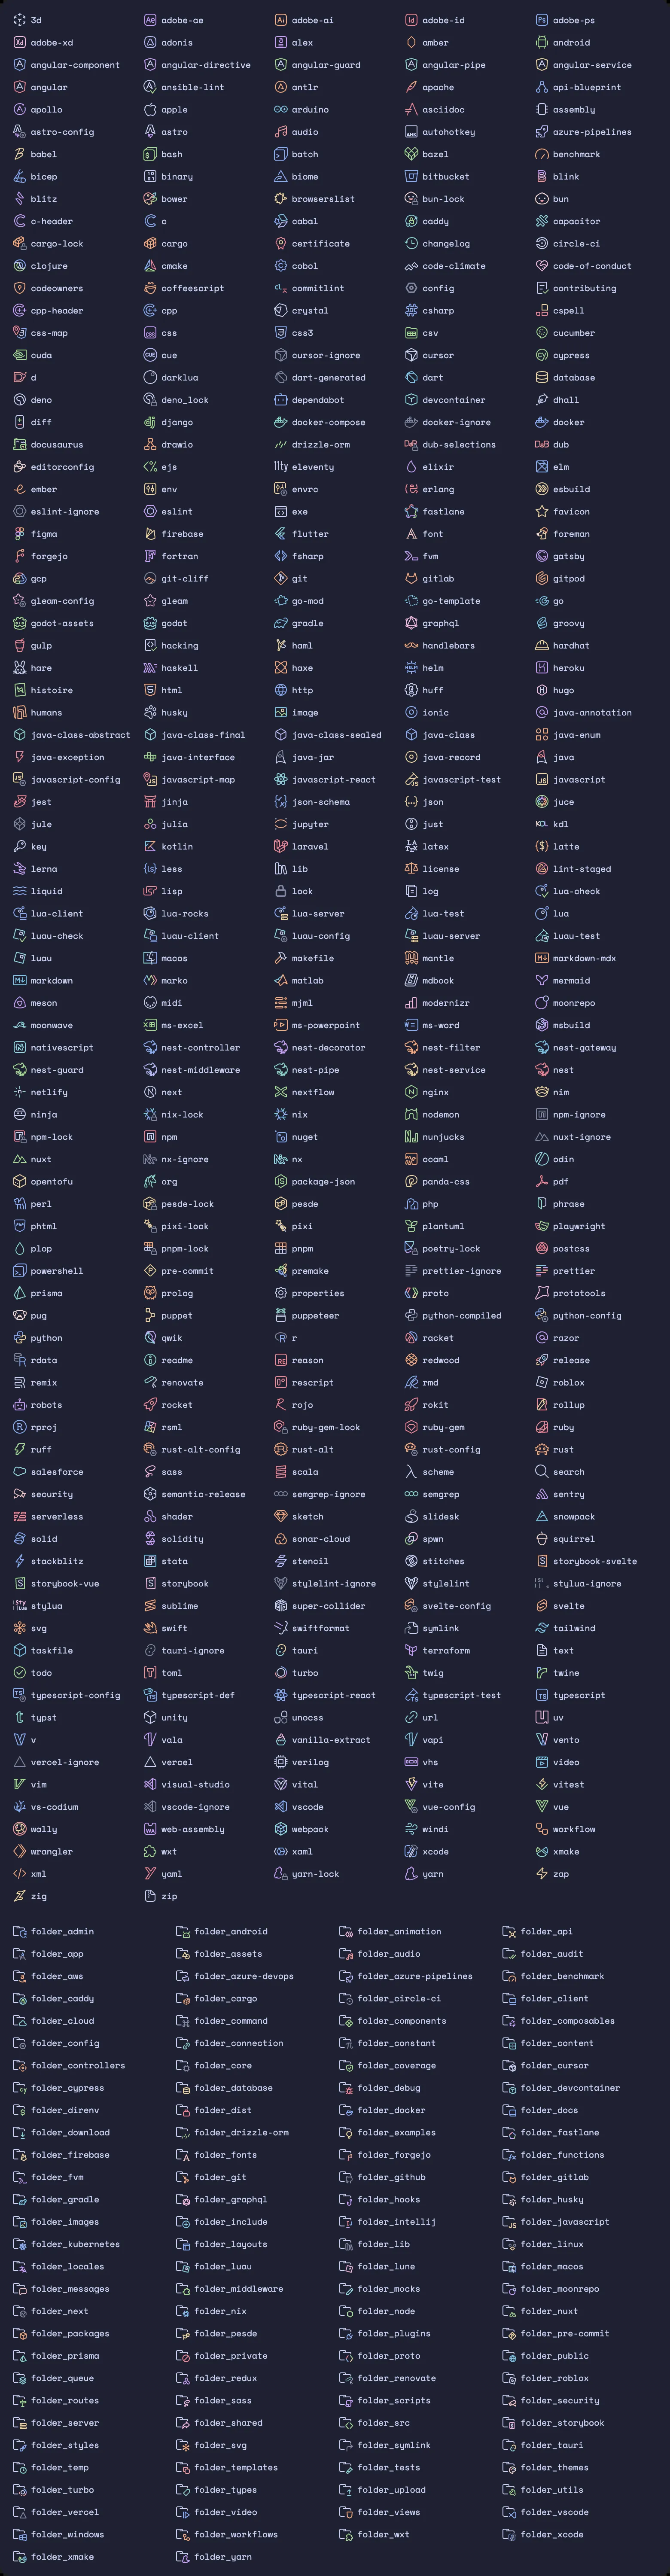 3d adobe-ae adobe-ai adobe-id adobe-ps
adobe-xd adonis alex amber android
angular-component angular-directive angular-guard angular-pipe angular-service
angular ansible-lint antlr apache api-blueprint
apollo apple arduino asciidoc assembly
astro-config astro audio autohotkey azure-pipelines
babel bash batch bazel benchmark
bicep binary biome bitbucket blink
blitz bower browserslist bun-lock bun
c-header c cabal caddy capacitor
cargo-lock cargo certificate changelog circle-ci
clojure cmake cobol code-climate code-of-conduct
codeowners coffeescript commitlint config contributing
cpp-header cpp crystal csharp cspell
css-map css css3 csv cucumber
cuda cue cursor-ignore cursor cypress
d darklua dart-generated dart database
deno deno_lock dependabot devcontainer dhall
diff django docker-compose docker-ignore docker
docusaurus drawio drizzle-orm dub-selections dub
editorconfig ejs eleventy elixir elm
ember env envrc erlang esbuild
eslint-ignore eslint exe fastlane favicon
figma firebase flutter font foreman
forgejo fortran fsharp fvm gatsby
gcp git-cliff git gitlab gitpod
gleam-config gleam go-mod go-template go
godot-assets godot gradle graphql groovy
gulp hacking haml handlebars hardhat
hare haskell haxe helm heroku
histoire html http huff hugo
humans husky image ionic java-annotation
java-class-abstract java-class-final java-class-sealed java-class java-enum
java-exception java-interface java-jar java-record java
javascript-config javascript-map javascript-react javascript-test javascript
jest jinja json-schema json juce
jule julia jupyter just kdl
key kotlin laravel latex latte
lerna less lib license lint-staged
liquid lisp lock log lua-check
lua-client lua-rocks lua-server lua-test lua
luau-check luau-client luau-config luau-server luau-test
luau macos makefile mantle markdown-mdx
markdown marko matlab mdbook mermaid
meson midi mjml modernizr moonrepo
moonwave ms-excel ms-powerpoint ms-word msbuild
nativescript nest-controller nest-decorator nest-filter nest-gateway
nest-guard nest-middleware nest-pipe nest-service nest
netlify next nextflow nginx nim
ninja nix-lock nix nodemon npm-ignore
npm-lock npm nuget nunjucks nuxt-ignore
nuxt nx-ignore nx ocaml odin
opentofu org package-json panda-css pdf
perl pesde-lock pesde php phrase
phtml pixi-lock pixi plantuml playwright
plop pnpm-lock pnpm poetry-lock postcss
powershell pre-commit premake prettier-ignore prettier
prisma prolog properties proto prototools
pug puppet puppeteer python-compiled python-config
python qwik r racket razor
rdata readme reason redwood release
remix renovate rescript rmd roblox
robots rocket rojo rokit rollup
rproj rsml ruby-gem-lock ruby-gem ruby
ruff rust-alt-config rust-alt rust-config rust
salesforce sass scala scheme search
security semantic-release semgrep-ignore semgrep sentry
serverless shader sketch slidesk snowpack
solid solidity sonar-cloud spwn squirrel
stackblitz stata stencil stitches storybook-svelte
storybook-vue storybook stylelint-ignore stylelint stylua-ignore
stylua sublime super-collider svelte-config svelte
svg swift swiftformat symlink tailwind
taskfile tauri-ignore tauri terraform text
todo toml turbo twig twine
typescript-config typescript-def typescript-react typescript-test typescript
typst unity unocss url uv
v vala vanilla-extract vapi vento
vercel-ignore vercel verilog vhs video
vim visual-studio vital vite vitest
vs-codium vscode-ignore vscode vue-config vue
wally web-assembly webpack windi workflow
wrangler wxt xaml xcode xmake
xml yaml yarn-lock yarn zap
zig zip
folder_admin folder_android folder_animation folder_api
folder_app folder_assets folder_audio folder_audit
folder_aws folder_azure-devops folder_azure-pipelines folder_benchmark
folder_caddy folder_cargo folder_circle-ci folder_client
folder_cloud folder_command folder_components folder_composables
folder_config folder_connection folder_constant folder_content
folder_controllers folder_core folder_coverage folder_cursor
folder_cypress folder_database folder_debug folder_devcontainer
folder_direnv folder_dist folder_docker folder_docs
folder_download folder_drizzle-orm folder_examples folder_fastlane
folder_firebase folder_fonts folder_forgejo folder_functions
folder_fvm folder_git folder_github folder_gitlab
folder_gradle folder_graphql folder_hooks folder_husky
folder_images folder_include folder_intellij folder_javascript
folder_kubernetes folder_layouts folder_lib folder_linux
folder_locales folder_luau folder_lune folder_macos
folder_messages folder_middleware folder_mocks folder_moonrepo
folder_next folder_nix folder_node folder_nuxt
folder_packages folder_pesde folder_plugins folder_pre-commit
folder_prisma folder_private folder_proto folder_public
folder_queue folder_redux folder_renovate folder_roblox
folder_routes folder_sass folder_scripts folder_security
folder_server folder_shared folder_src folder_storybook
folder_styles folder_svg folder_symlink folder_tauri
folder_temp folder_templates folder_tests folder_themes
folder_turbo folder_types folder_upload folder_utils
folder_vercel folder_video folder_views folder_vscode
folder_windows folder_workflows folder_wxt folder_xcode
folder_xmake folder_yarn